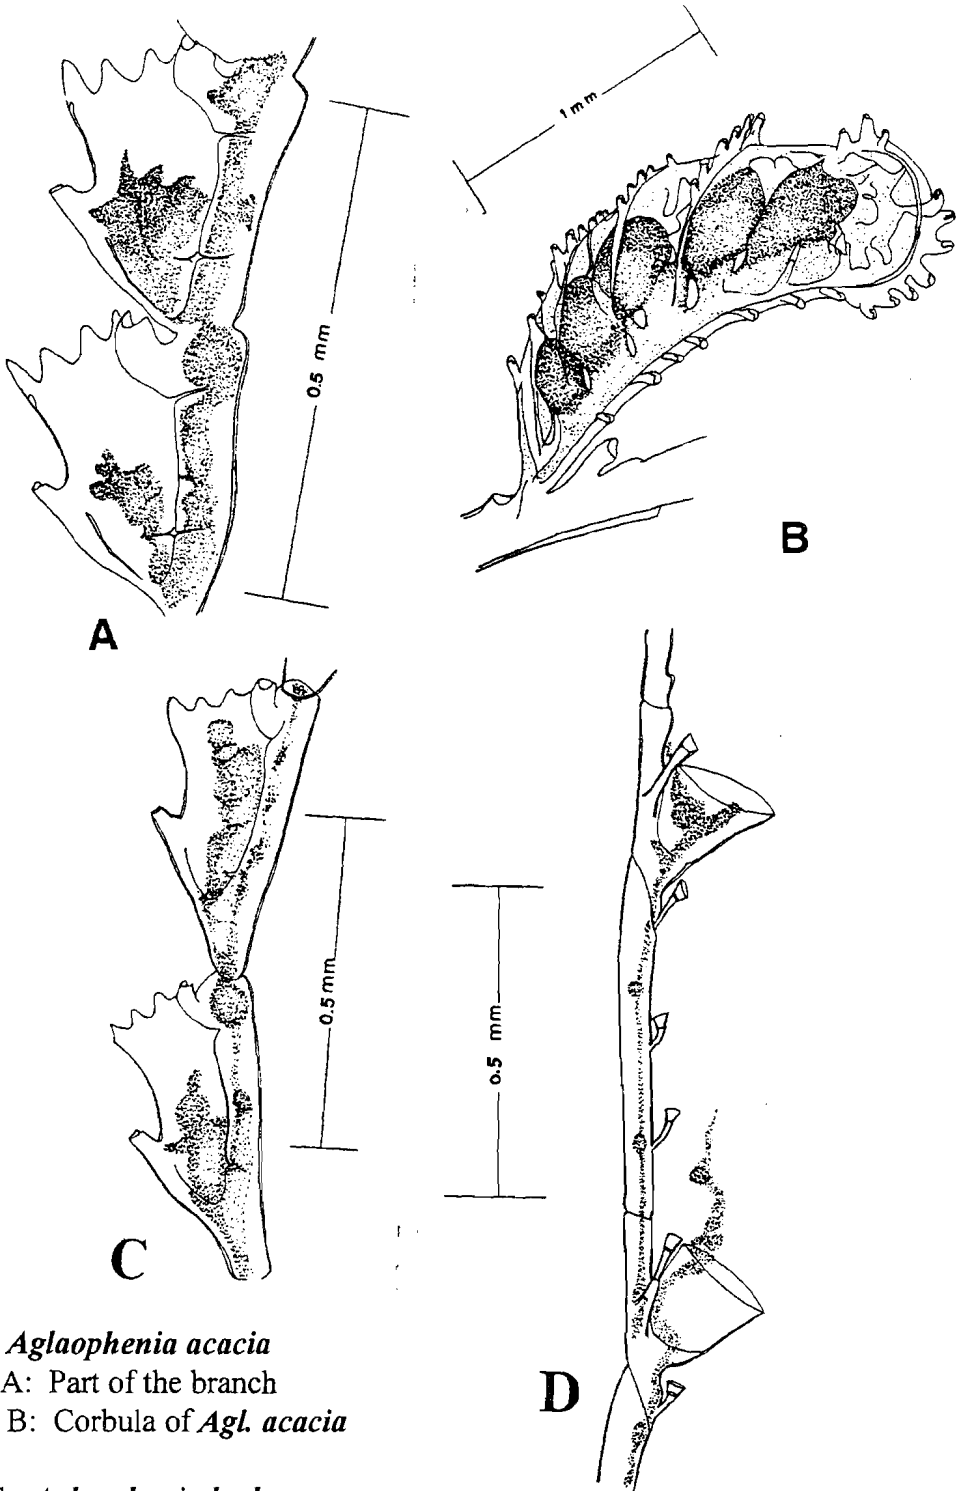 1 mm
0.5 mm
B
A
0.5 mm
0.5 mm
C
D
Aglaophenia acacia
A: Part of the branch
B: Corbula of Agl. acacia